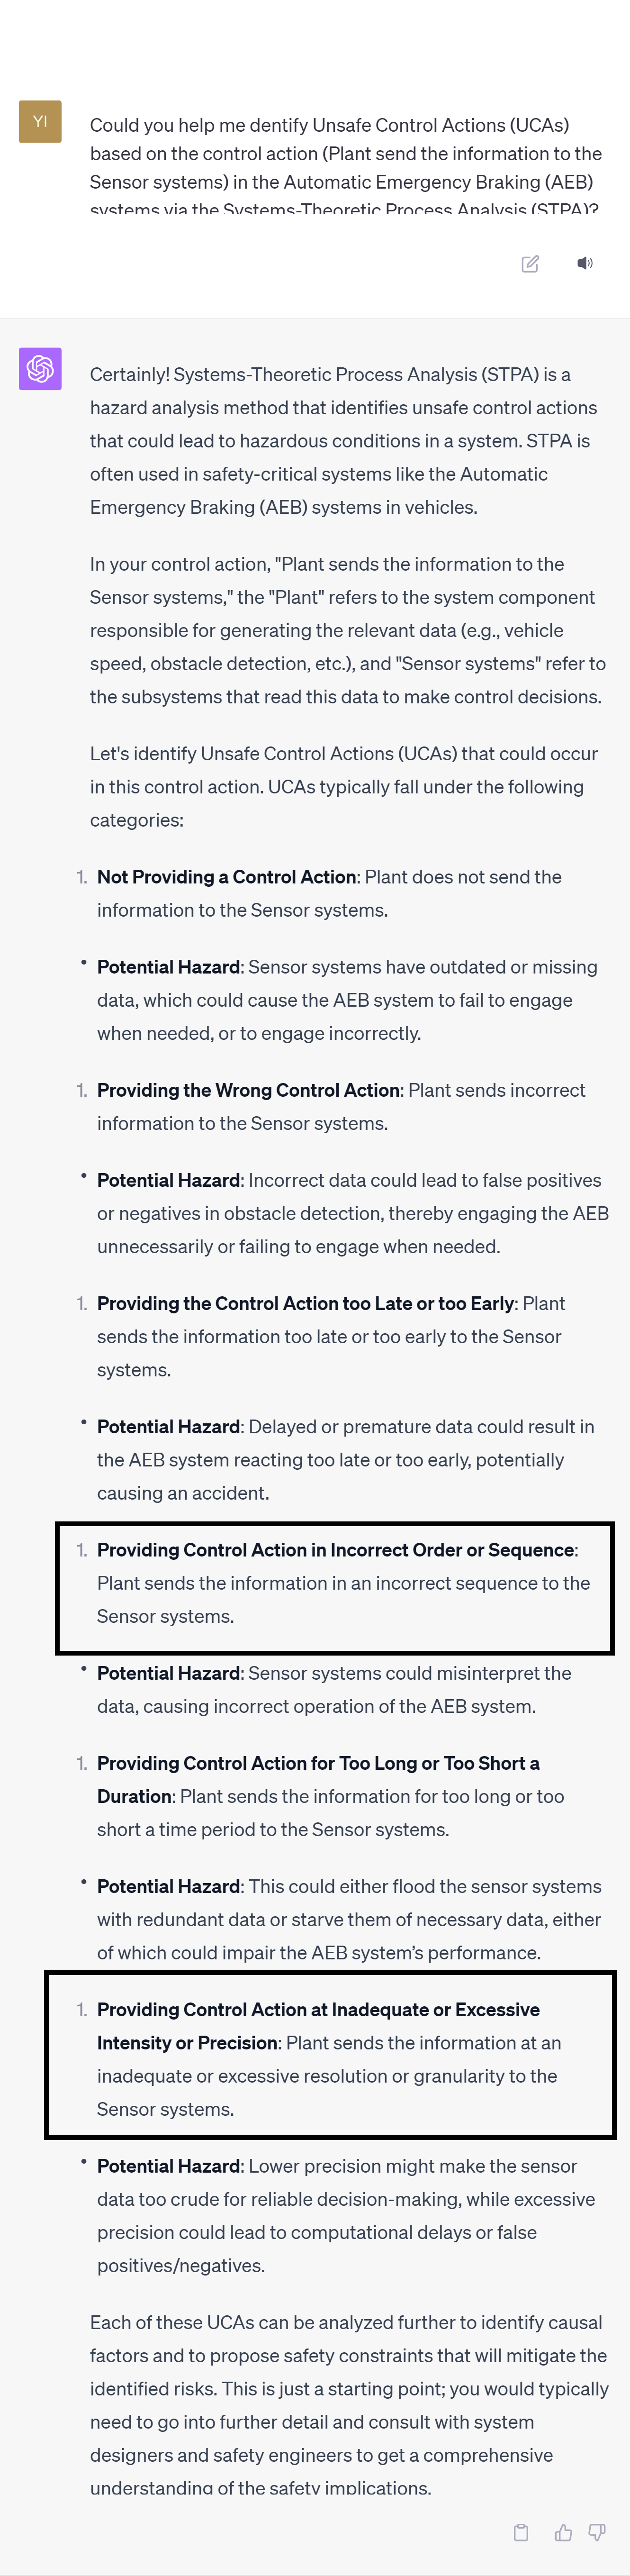 YI
Could you help me dentify Unsafe Control Actions (UCAs)
based on the control action (Plant send the information to the
Sensor systems) in the Automatic Emergency Braking (AEB)
systems via the Systems-Theoretic Process Analysis (STPA)?
Certainly! Systems-Theoretic Process Analysis (STPA) is a
hazard analysis method that identifies unsafe control actions
that could lead to hazardous conditions in a system. STPA is
often used in safety-critical systems like the Automatic
Emergency Braking (AEB) systems in vehicles.
In your control action, "Plant sends the information to the
Sensor systems," the "Plant" refers to the system component
responsible for generating the relevant data (e.g., vehicle
speed, obstacle detection, etc.), and "Sensor systems" refer to
the subsystems that read this data to make control decisions.
Let's identify Unsafe Control Actions (UCAs) that could occur
in this control action. UCAs typically fall under the following
categories:
1. Not Providing a Control Action: Plant does not send the
information to the Sensor systems.
• Potential Hazard: Sensor systems have outdated or missing
data, which could cause the AEB system to fail to engage
when needed, or to engage incorrectly.
1. Providing the Wrong Control Action: Plant sends incorrect
information to the Sensor systems.
• Potential Hazard: Incorrect data could lead to false positives
or negatives in obstacle detection, thereby engaging the AEB
unnecessarily or failing to engage when needed.
1. Providing the Control Action too Late or too Early: Plant
sends the information too late or too early to the Sensor
systems.
• Potential Hazard: Delayed or premature data could result in
the AEB system reacting too late or too early, potentially
causing an accident.
1. Providing Control Action in Incorrect Order or Sequence:
Plant sends the information in an incorrect sequence to the
Sensor systems.
• Potential Hazard: Sensor systems could misinterpret the
data, causing incorrect operation of the AEB system.
1. Providing Control Action for Too Long or Too Short a
Duration: Plant sends the information for too long or too
short a time period to the Sensor systems.
• Potential Hazard: This could either flood the sensor systems
with redundant data or starve them of necessary data, either
of which could impair the AEB system’s performance.
1. Providing Control Action at Inadequate or Excessive
Intensity or Precision: Plant sends the information at an
inadequate or excessive resolution or granularity to the
Sensor systems.
• Potential Hazard: Lower precision might make the sensor
data too crude for reliable decision-making, while excessive
precision could lead to computational delays or false
positives/negatives.
Each of these UCAs can be analyzed further to identify causal
factors and to propose safety constraints that will mitigate the
identified risks. This is just a starting point; you would typically
need to go into further detail and consult with system
designers and safety engineers to get a comprehensive
understanding of the safety implications.